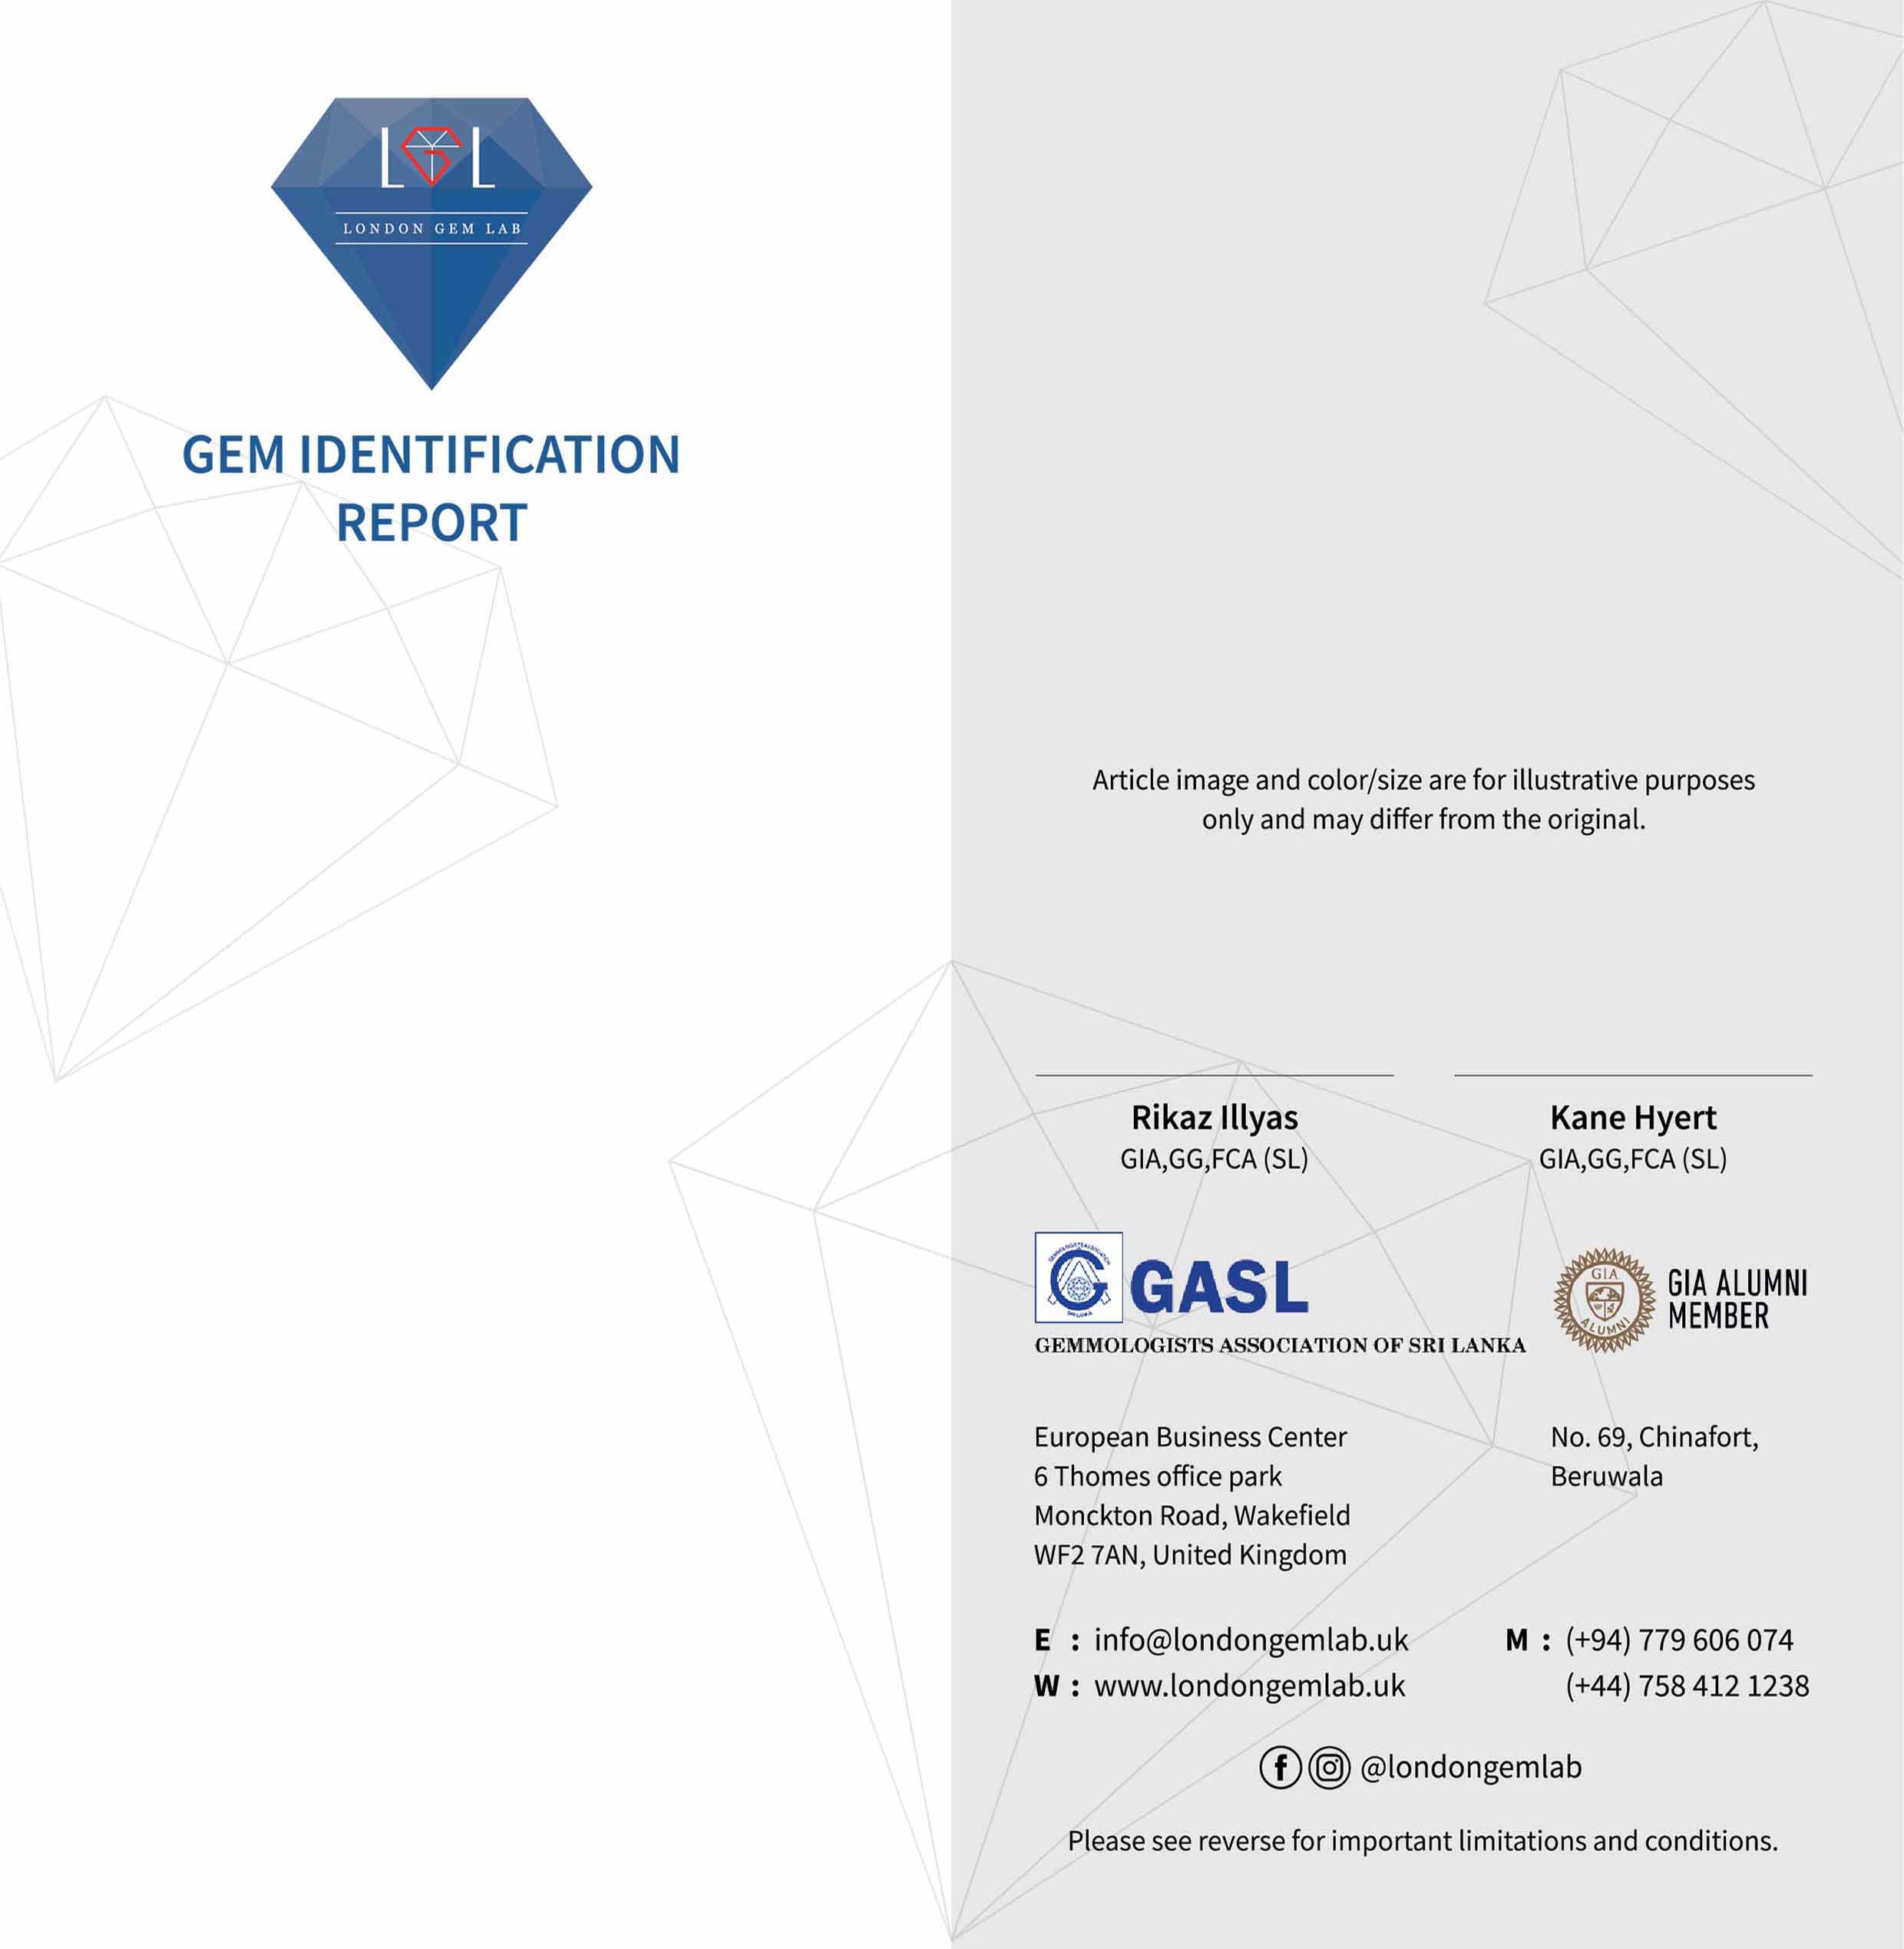 LGL
LONDON GEM LAB
GEM IDENTIFICATION
REPORT
Article image and color/size are for illustrative purposes
only and may differ from the original.
Rikaz Illyas
GIA,GG,FCA (SL)
Kane Hyert
GIA,GG,FCA (SL)
GASL
GEMMOLOGISTS ASSOCIATION OF SRI LANKA
GIA
ALUMNI
GIA ALUMNI
MEMBER
European Business Center
6 Thomes office park
Monckton Road, Wakefield
WF2 7AN, United Kingdom
No. 69, Chinafort,
Beruwala
E : info@londongemlab.uk
W : www.londongemlab.uk
M : (+94) 779 606 074
(+44) 758 412 1238
@londongemlab
Please see reverse for important limitations and conditions.